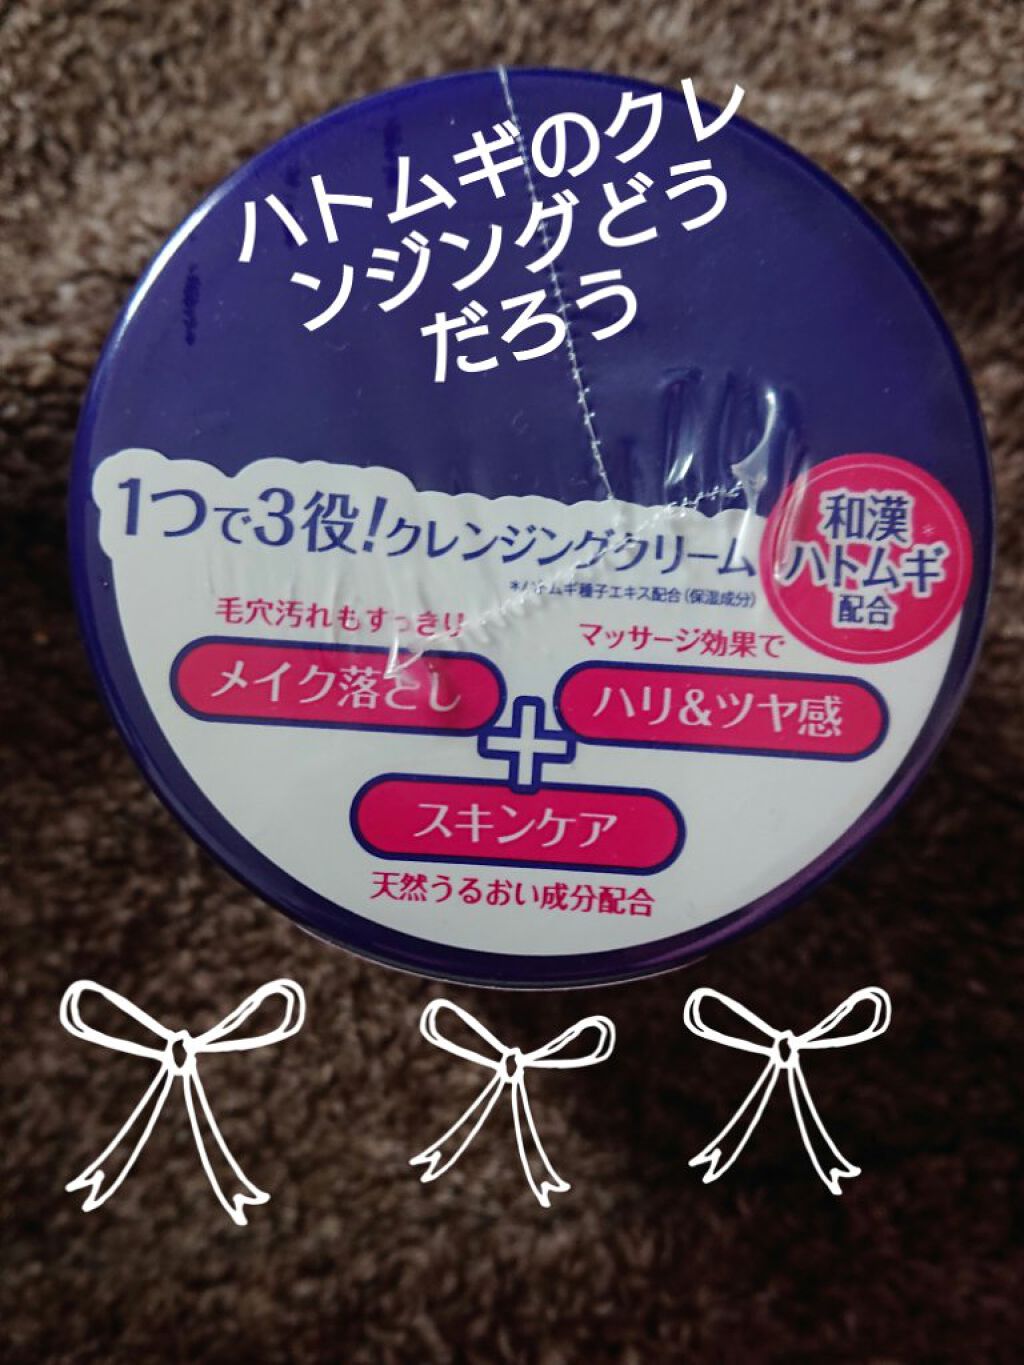 ハトムギのクレ
ンジングどう
だろう
1つで3役!クレンジングクリーム
*ハトムギ種子エキス配合(保湿成分)
和漢
ハトムギ
配合
毛穴汚れもすっきり
メイク落とし
マッサージ効果で
ハリ&ツヤ感
+
スキンケア
天然うるおい成分配合